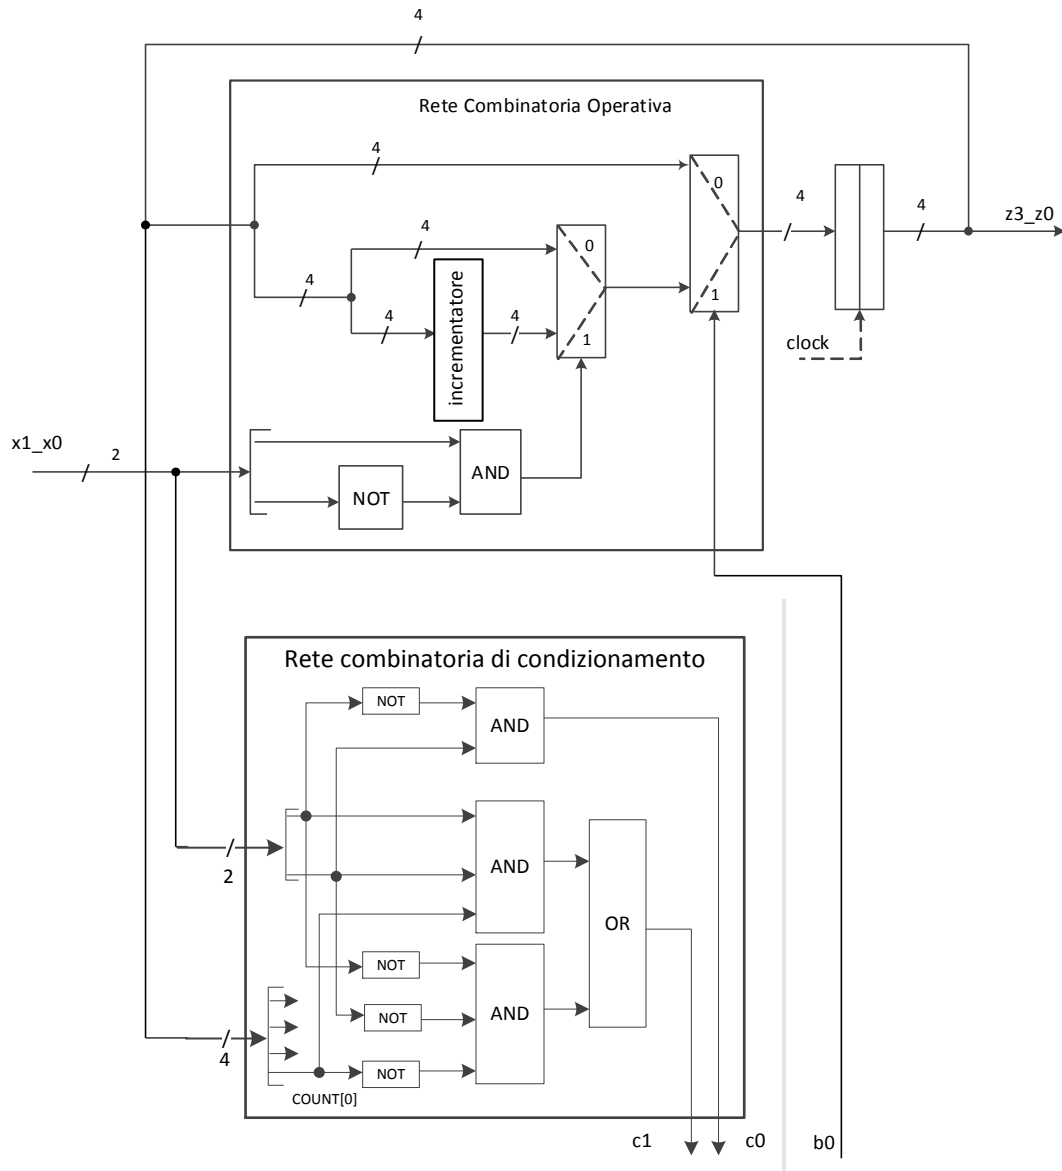 4
Rete Combinatoria Operativa
4
0
4
4
z3_z0
4
0
4
4
4
incrementatore
1
1
clock
x1_x0
2
AND
NOT
Rete combinatoria di condizionamento
NOT
AND
2
AND
OR
NOT
AND
NOT
4
NOT
COUNT[0]
c1
c0
b0